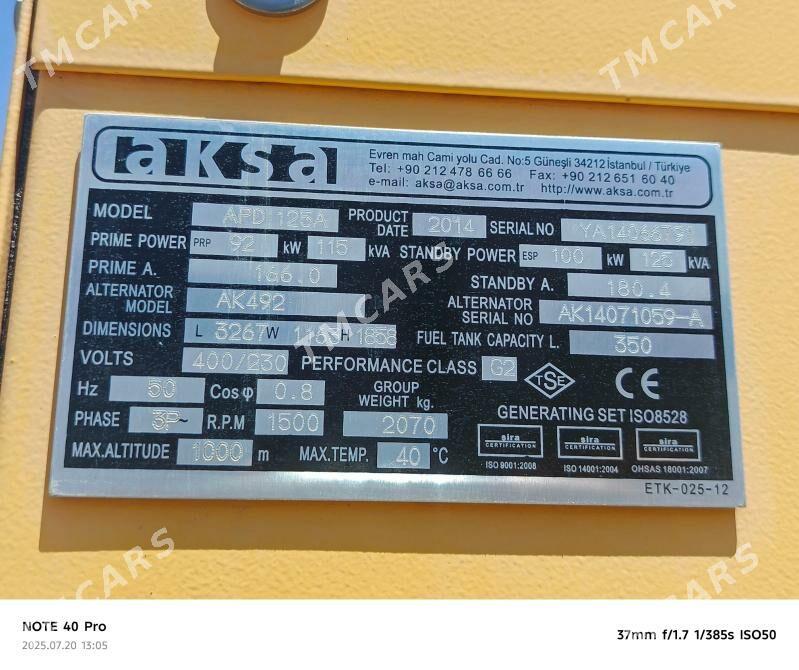 TMCARS
TMCARS
aksa
Evren mah Cami yolu Cad. No:5 Güneşli 34212 İstanbul / Türkiye
Tel: +90 212 478 66 66 Fax: +90 212 651 60 40
e-mail: aksa@aksa.com.tr http://www.aksa.com.tr
MODEL APD 125A PRODUCT DATE 2014 SERIAL NO
PRIME POWER PRP 92 kW 115 kVA STANDBY POWER ESP 100 kW 125 kVA
PRIME A. 166.0 STANDBY A. 180.4
ALTERNATOR MODEL AK492 ALTERNATOR SERIAL NO AK14071059-A
DIMENSIONS L 3267 W H 1858 FUEL TANK CAPACITY L. 350
VOLTS 400/230 PERFORMANCE CLASS G2
TSE CE
Hz 50 Cos φ 0.8 GROUP WEIGHT kg. 2070
PHASE 3P~ R.P.M 1500
GENERATING SET ISO8528
MAX.ALTITUDE 1000 m MAX.TEMP. 40 °C
sira CERTIFICATION sira CERTIFICATION sira CERTIFICATION
ISO 9001:2008 ISO 14001:2004 OHSAS 18001:2007
ETK-025-12
TMCARS
TMCARS
TMCARS
TMCARS
NOTE 40 Pro
2025.07.20 13:05
37mm f/1.7 1/385s ISO50